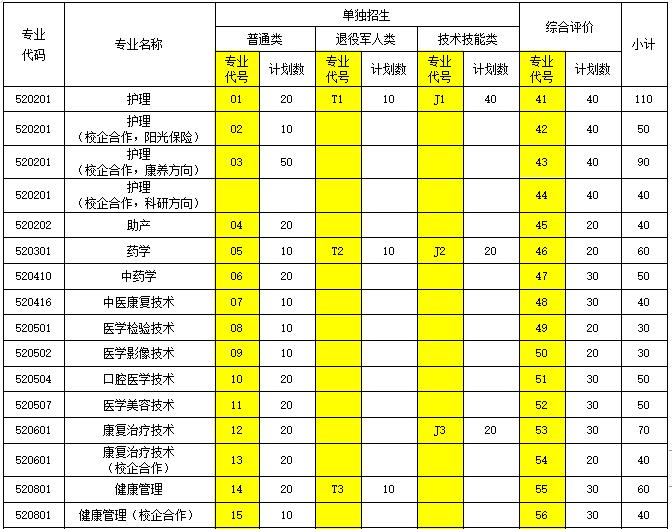 专业代码 专业名称 单独招生 综合评价 小计
普通类 退役军人类 技术技能类
专业代号 计划数 专业代号 计划数 专业代号 计划数 专业代号 计划数
520201 护理 01 20 T1 10 J1 40 41 40 110
520201 护理（校企合作，阳光保险） 02 10 42 40 50
520201 护理（校企合作，康养方向） 03 50 43 40 90
520201 护理（校企合作，科研方向） 44 40 40
520202 助产 04 20 45 20 40
520301 药学 05 10 T2 10 J2 20 46 20 60
520410 中药学 06 20 47 30 50
520416 中医康复技术 07 10 48 30 40
520501 医学检验技术 08 10 49 20 30
520502 医学影像技术 09 10 50 20 30
520504 口腔医学技术 10 20 51 30 50
520507 医学美容技术 11 20 52 30 50
520601 康复治疗技术 12 20 J3 20 53 30 70
520601 康复治疗技术（校企合作） 13 20 54 20 40
520801 健康管理 14 20 T3 10 55 30 60
520801 健康管理（校企合作） 15 10 56 30 40